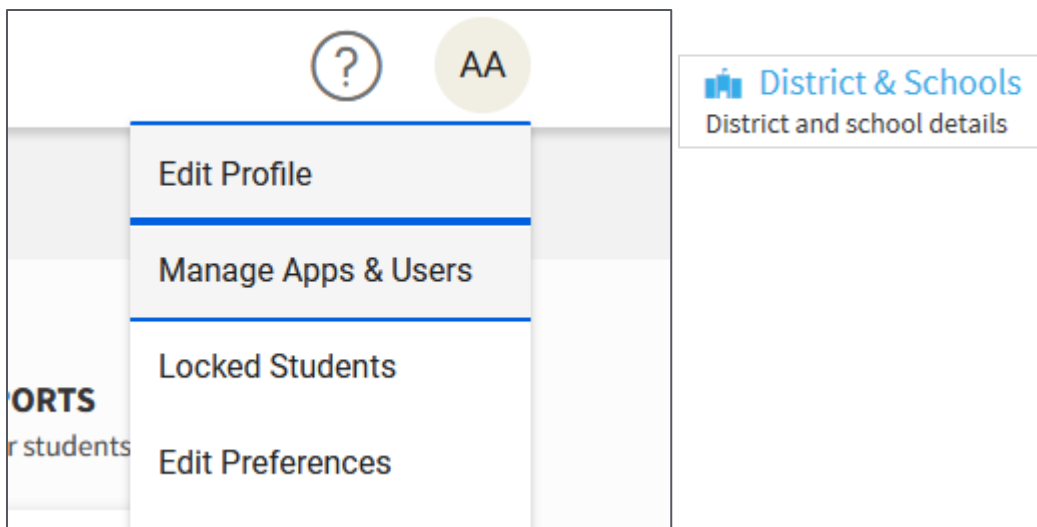 ?
AA
District & Schools
District and school details
Edit Profile
Manage Apps & Users
Locked Students
ORTS
r students
Edit Preferences